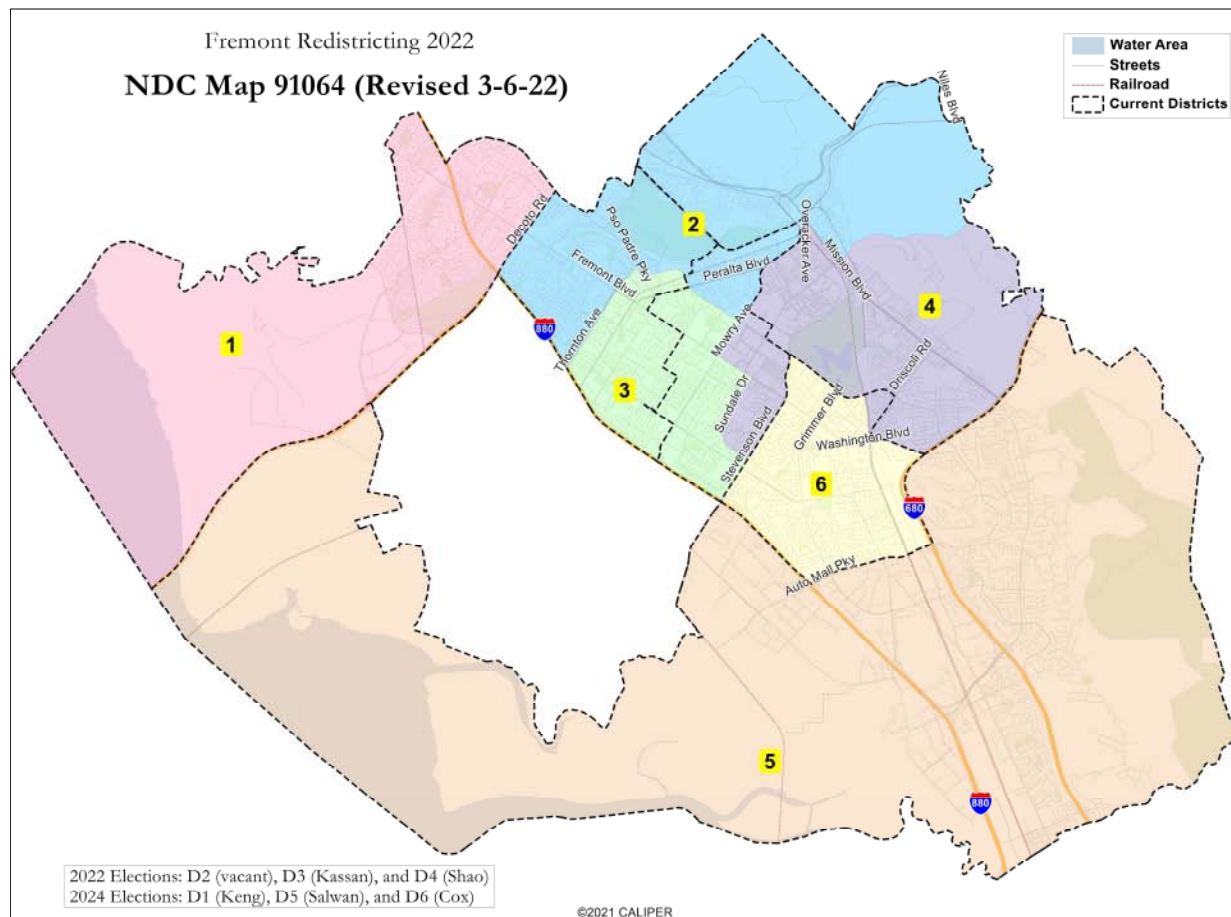 Fremont Redistricting 2022
NDC Map 91064 (Revised 3-6-22)
Water Area
Streets
Railroad
Current Districts
Niles Blvd
Decoto Rd
Pso Padre Pky
2
Overacker Ave
Mission Blvd
Fremont Blvd
Peralta Blvd
4
880
Thornton Ave
1
Mowry Ave
Driscoll Rd
3
Sundale Dr
Grimmer Blvd
Stevenson Blvd
Washington Blvd
6
680
Auto Mall Pky
5
880
2022 Elections: D2 (vacant), D3 (Kassan), and D4 (Shao)
2024 Elections: D1 (Keng), D5 (Salwan), and D6 (Cox)
©2021 CALIPER